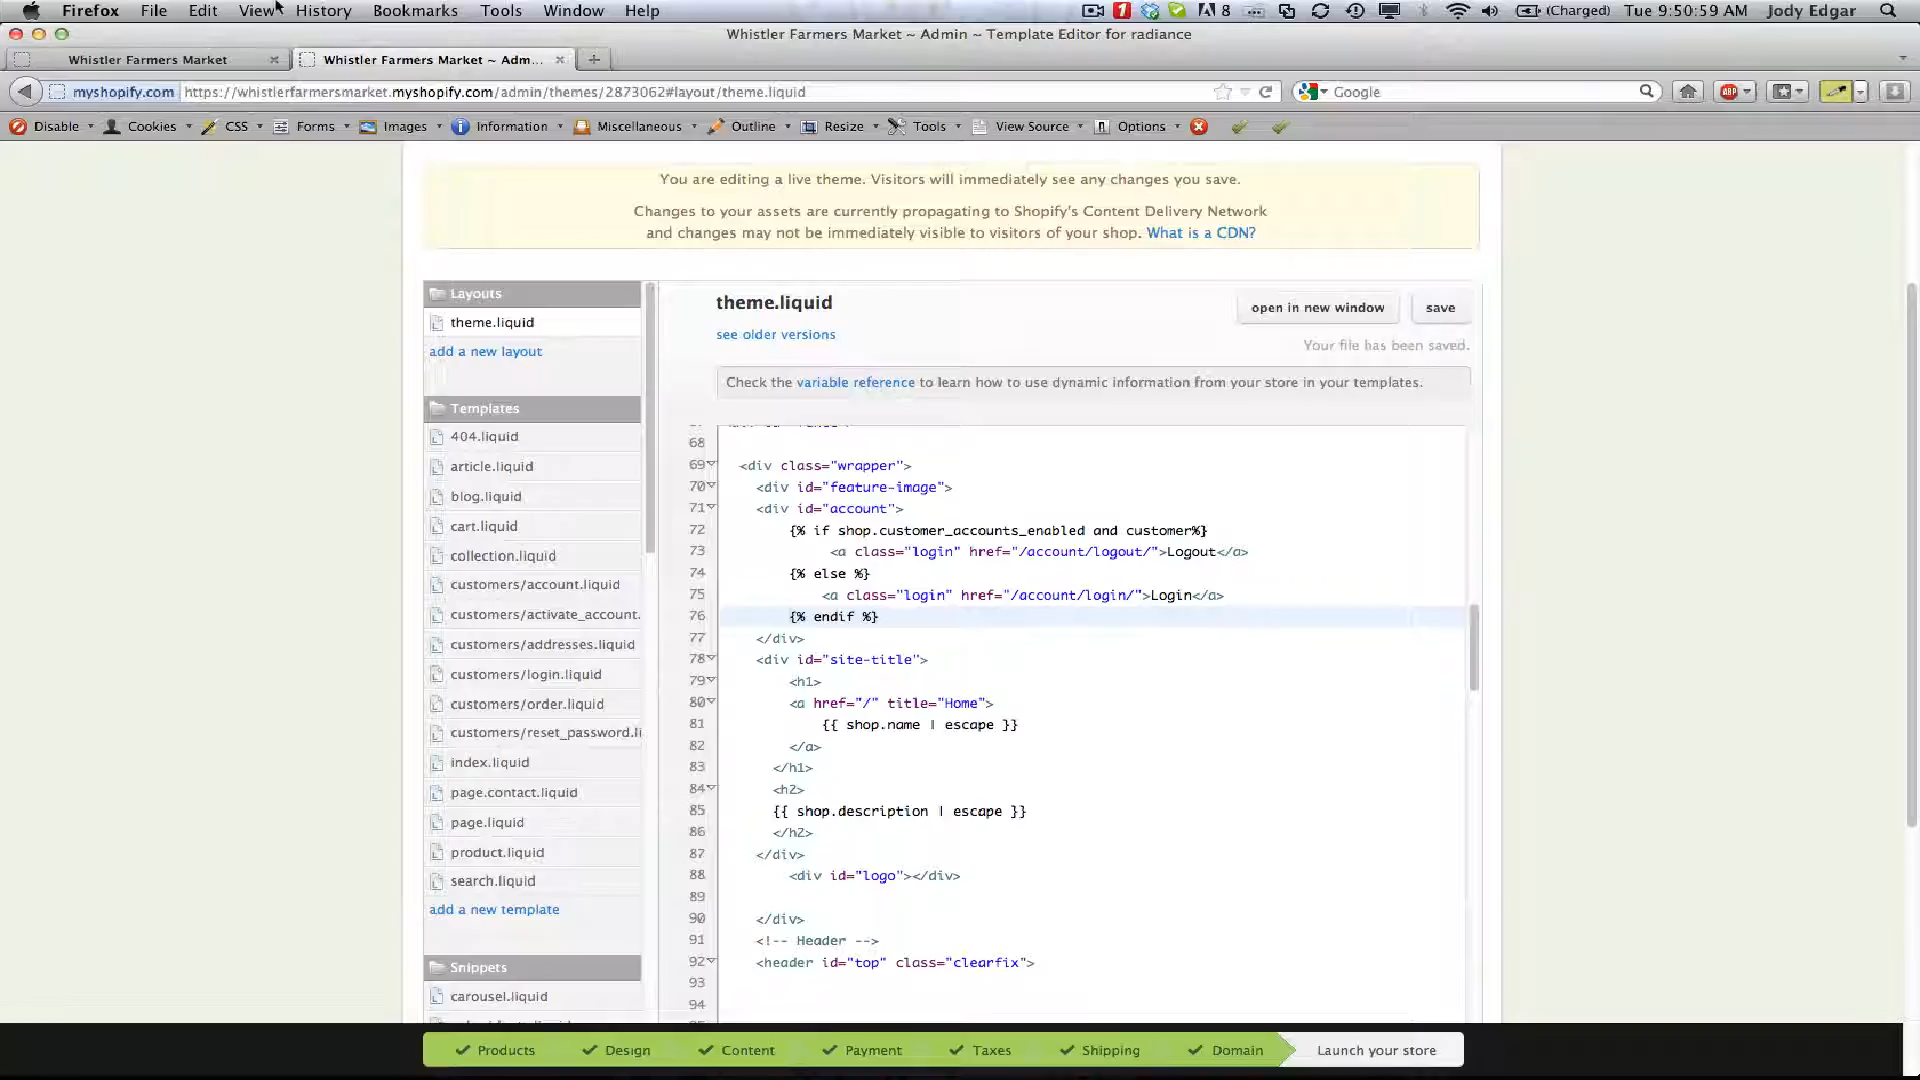 Firefox File Edit View History Bookmarks Tools Window Help 1 8 (Charged) Tue 9:50:59 AM Jody Edgar
Whistler Farmers Market ~ Admin ~ Template Editor for radiance
Whistler Farmers Market Whistler Farmers Market ~ Adm...
myshopify.com https://whistlerfarmersmarket.myshopify.com/admin/themes/2873062#layout/theme.liquid Google ABP
Disable Cookies CSS Forms Images Information Miscellaneous Outline Resize Tools View Source Options
You are editing a live theme. Visitors will immediately see any changes you save.
Changes to your assets are currently propagating to Shopify's Content Delivery Network
and changes may not be immediately visible to visitors of your shop. What is a CDN?
Layouts
theme.liquid
add a new layout
Templates
404.liquid
article.liquid
blog.liquid
cart.liquid
collection.liquid
customers/account.liquid
customers/activate_account.
customers/addresses.liquid
customers/login.liquid
customers/order.liquid
customers/reset_password.li
index.liquid
page.contact.liquid
page.liquid
product.liquid
search.liquid
add a new template
Snippets
carousel.liquid
theme.liquid
open in new window save
see older versions
Your file has been saved.
Check the variable reference to learn how to use dynamic information from your store in your templates.
68
69 <div class="wrapper">
70 <div id="feature-image">
71 <div id="account">
72 {% if shop.customer_accounts_enabled and customer%}
73 <a class="login" href="/account/logout/">Logout</a>
74 {% else %}
75 <a class="login" href="/account/login/">Login</a>
76 {% endif %}
77 </div>
78 <div id="site-title">
79 <h1>
80 <a href="/" title="Home">
81 {{ shop.name | escape }}
82 </a>
83 </h1>
84 <h2>
85 {{ shop.description | escape }}
86 </h2>
87 </div>
88 <div id="logo"></div>
89
90 </div>
91 <!-- Header -->
92 <header id="top" class="clearfix">
93
94
Products Design Content Payment Taxes Shipping Domain Launch your store